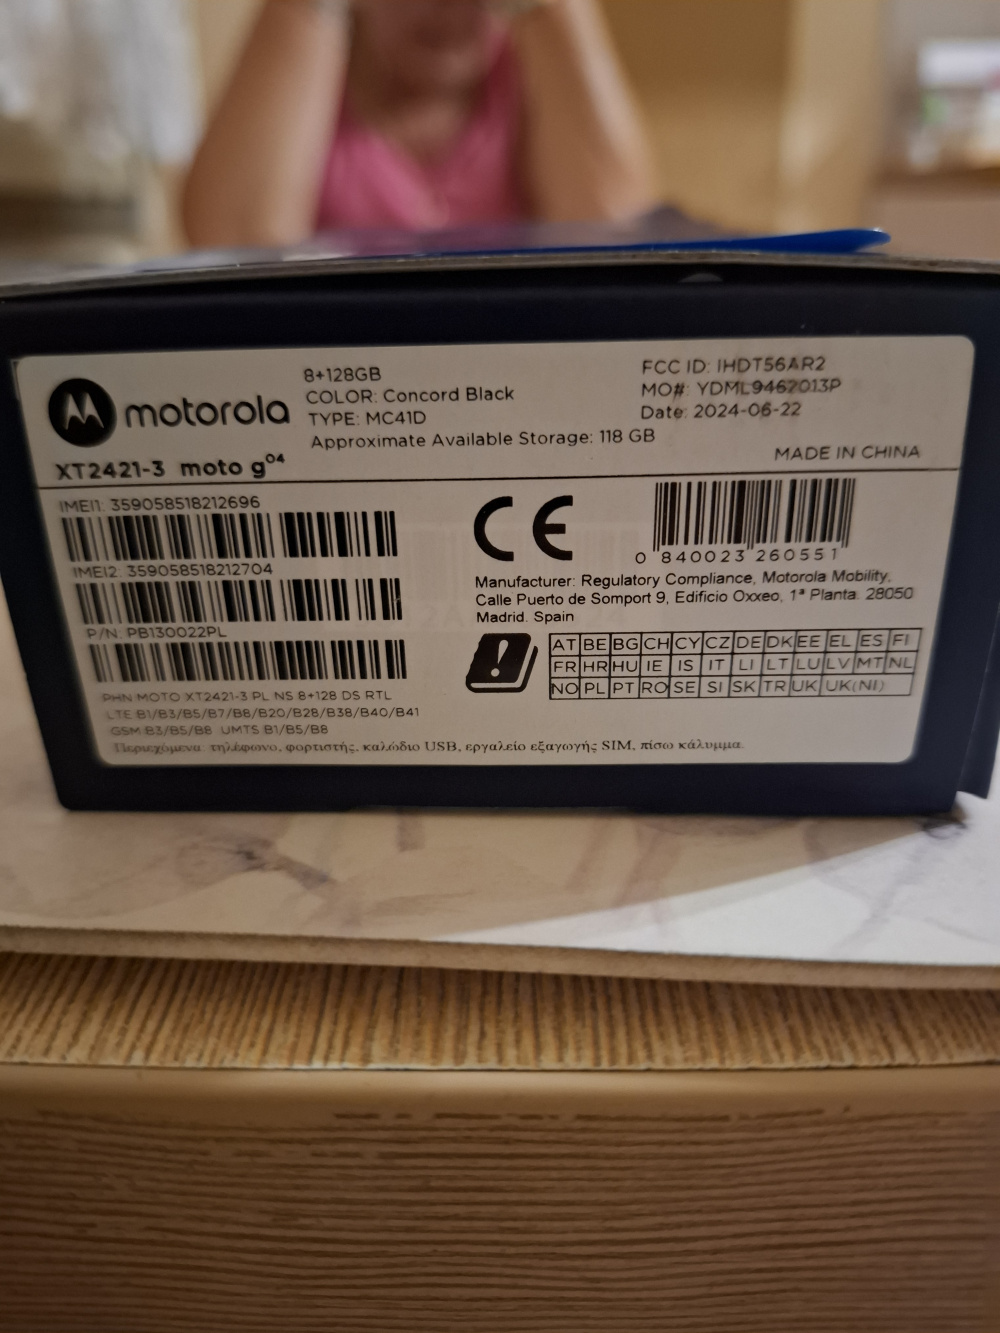 motorola
8+128GB
COLOR: Concord Black
TYPE: MC41D
Approximate Available Storage: 118 GB
FCC ID: IHDT56AR2
MO#: YDML9462013P
Date: 2024-06-22
MADE IN CHINA
XT2421-3 moto g04
IMEI1: 359058518212696
IMEI2: 359058518212704
P/N: PB130022PL
PHN MOTO XT2421-3 PL NS 8+128 DS RTL
LTE B1/B3/B5/B7/B8/B20/B28/B38/B40/B41
GSM B3/B5/B8 UMTS B1/B5/B8
CE
0 840023 260551
Manufacturer: Regulatory Compliance, Motorola Mobility,
Calle Puerto de Somport 9, Edificio Oxxeo, 1ª Planta. 28050
Madrid. Spain
AT BE BG CH CY CZ DE DK EE EL ES FI
FR HR HU IE IS IT LI LT LU LV MT NL
NO PL PT RO SE SI SK TR UK UK(NI)
Περιεχόμενα: τηλέφωνο, φορτιστής, καλώδιο USB, εργαλείο εξαγωγής SIM, πίσω κάλυμμα.